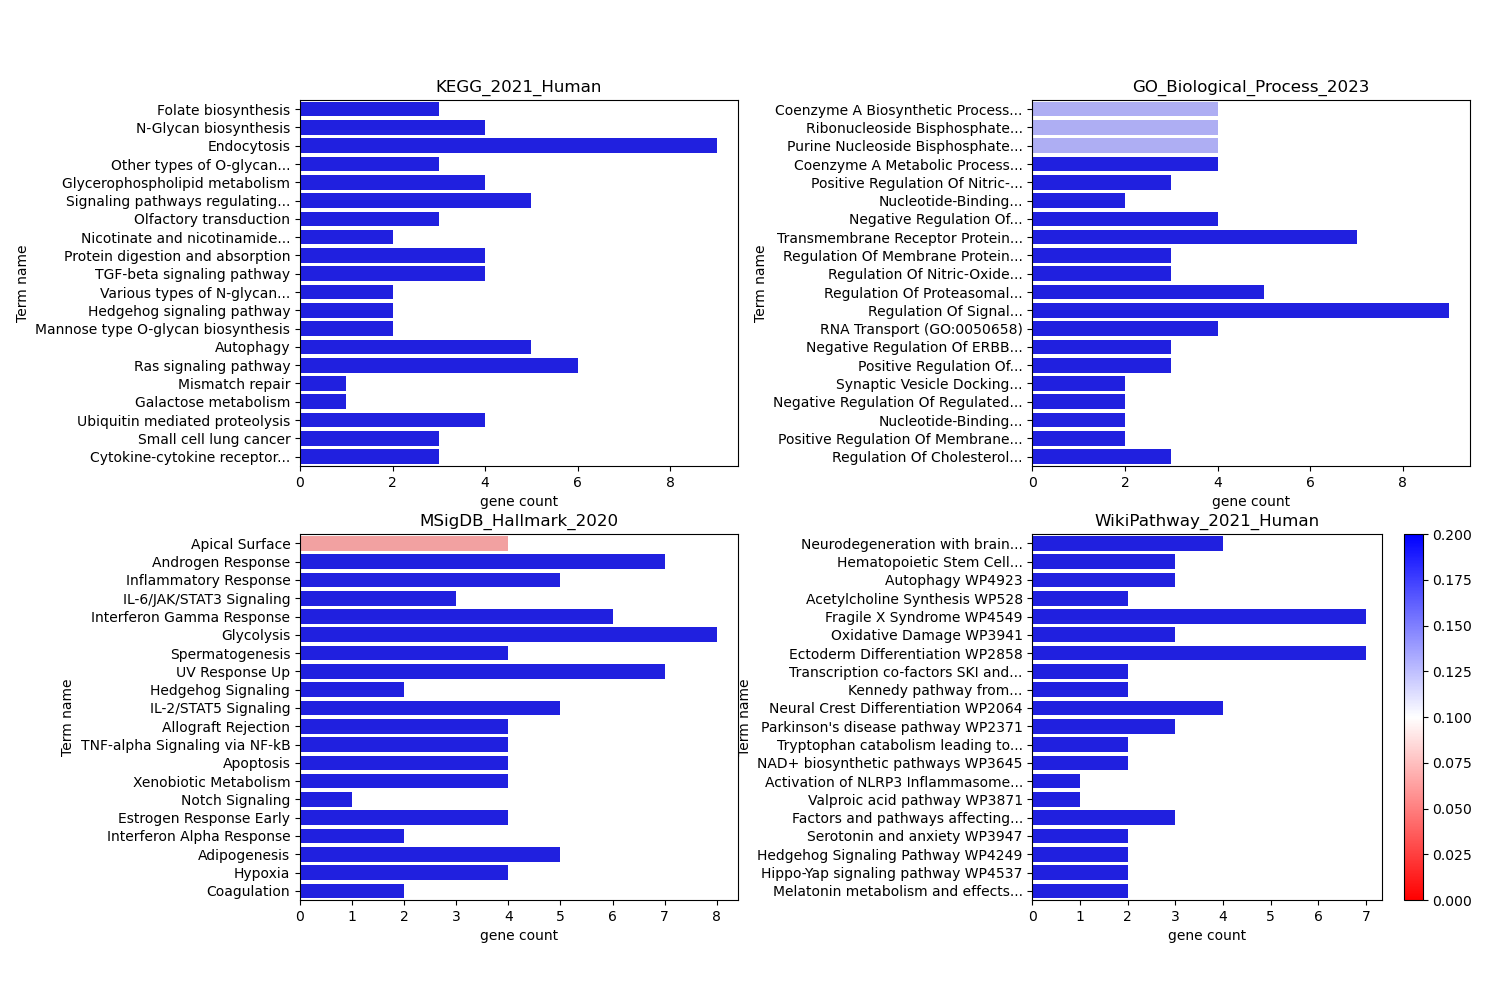 KEGG_2021_Human
Term name
Folate biosynthesis
N-Glycan biosynthesis
Endocytosis
Other types of O-glycan...
Glycerophospholipid metabolism
Signaling pathways regulating...
Olfactory transduction
Nicotinate and nicotinamide...
Protein digestion and absorption
TGF-beta signaling pathway
Various types of N-glycan...
Hedgehog signaling pathway
Mannose type O-glycan biosynthesis
Autophagy
Ras signaling pathway
Mismatch repair
Galactose metabolism
Ubiquitin mediated proteolysis
Small cell lung cancer
Cytokine-cytokine receptor...
0 2 4 6 8
gene count
GO_Biological_Process_2023
Term name
Coenzyme A Biosynthetic Process...
Ribonucleoside Bisphosphate...
Purine Nucleoside Bisphosphate...
Coenzyme A Metabolic Process...
Positive Regulation Of Nitric-...
Nucleotide-Binding...
Negative Regulation Of...
Transmembrane Receptor Protein...
Regulation Of Membrane Protein...
Regulation Of Nitric-Oxide...
Regulation Of Proteasomal...
Regulation Of Signal...
RNA Transport (GO:0050658)
Negative Regulation Of ERBB...
Positive Regulation Of...
Synaptic Vesicle Docking...
Negative Regulation Of Regulated...
Nucleotide-Binding...
Positive Regulation Of Membrane...
Regulation Of Cholesterol...
0 2 4 6 8
gene count
MSigDB_Hallmark_2020
Term name
Apical Surface
Androgen Response
Inflammatory Response
IL-6/JAK/STAT3 Signaling
Interferon Gamma Response
Glycolysis
Spermatogenesis
UV Response Up
Hedgehog Signaling
IL-2/STAT5 Signaling
Allograft Rejection
TNF-alpha Signaling via NF-kB
Apoptosis
Xenobiotic Metabolism
Notch Signaling
Estrogen Response Early
Interferon Alpha Response
Adipogenesis
Hypoxia
Coagulation
0 1 2 3 4 5 6 7 8
gene count
WikiPathway_2021_Human
Term name
Neurodegeneration with brain...
Hematopoietic Stem Cell...
Autophagy WP4923
Acetylcholine Synthesis WP528
Fragile X Syndrome WP4549
Oxidative Damage WP3941
Ectoderm Differentiation WP2858
Transcription co-factors SKI and...
Kennedy pathway from...
Neural Crest Differentiation WP2064
Parkinson's disease pathway WP2371
Tryptophan catabolism leading to...
NAD+ biosynthetic pathways WP3645
Activation of NLRP3 Inflammasome...
Valproic acid pathway WP3871
Factors and pathways affecting...
Serotonin and anxiety WP3947
Hedgehog Signaling Pathway WP4249
Hippo-Yap signaling pathway WP4537
Melatonin metabolism and effects...
0 1 2 3 4 5 6 7
gene count
0.200
0.175
0.150
0.125
0.100
0.075
0.050
0.025
0.000